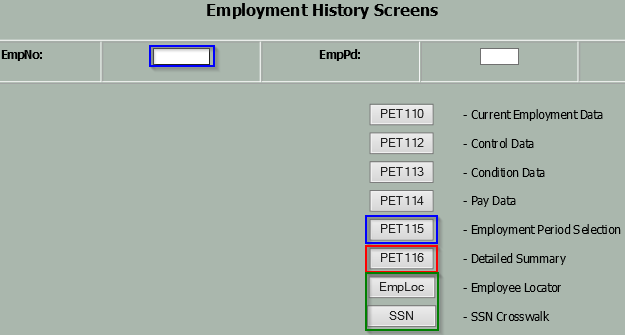 Employment History Screens
EmpNo: EmpPd:
PET110 - Current Employment Data
PET112 - Control Data
PET113 - Condition Data
PET114 - Pay Data
PET115 - Employment Period Selection
PET116 - Detailed Summary
EmpLoc - Employee Locator
SSN - SSN Crosswalk